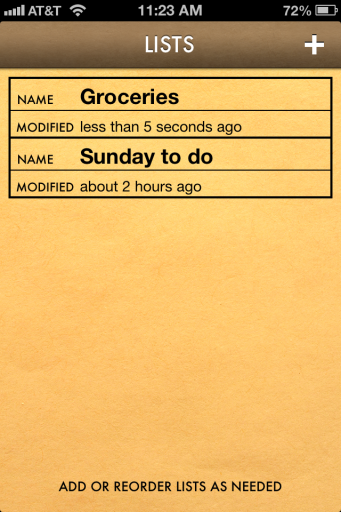 AT&T 11:23 AM 72%
LISTS +
NAME Groceries
MODIFIED less than 5 seconds ago
NAME Sunday to do
MODIFIED about 2 hours ago
ADD OR REORDER LISTS AS NEEDED